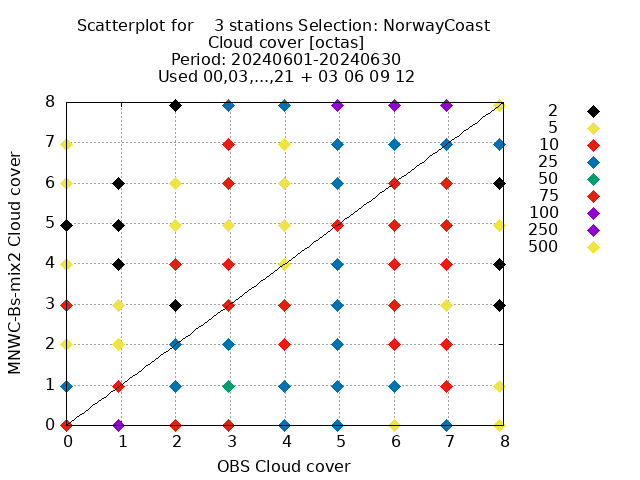 Scatterplot for    3 stations Selection: NorwayCoast
Cloud cover [octas]
Period: 20240601-20240630
Used 00,03,...,21 + 03 06 09 12
MNWC-Bs-mix2 Cloud cover
8
7
6
5
4
3
2
1
0
0 1 2 3 4 5 6 7 8
OBS Cloud cover
2
5
10
25
50
75
100
250
500